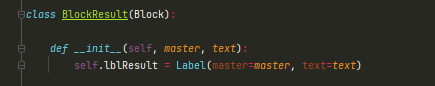 class BlockResult(Block):
def __init__(self, master, text):
self.lblResult = Label(master=master, text=text)